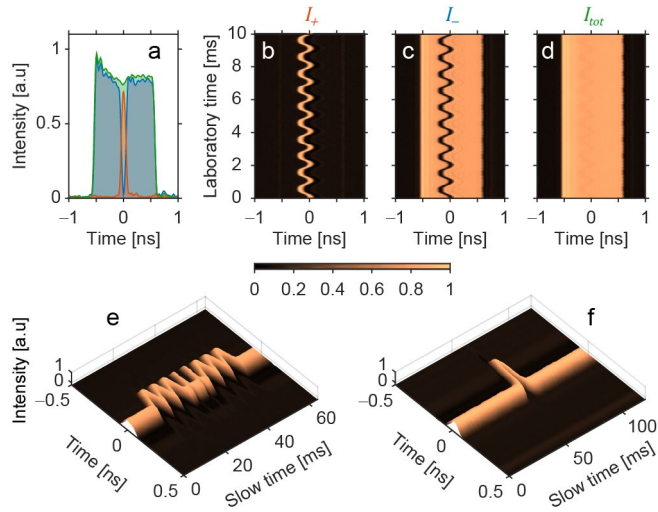 I+ I− Itot
a b c d
Intensity [a.u]
1
0.5
0
−1 0 1
Time [ns]
Laboratory time [ms]
10
8
6
4
2
0
−1 0 1 −1 0 1 −1 0 1
Time [ns] Time [ns] Time [ns]
0 0.2 0.4 0.6 0.8 1
e f
Intensity [a.u]
1
0
−0.5
0
0.5
Time [ns]
0 20 40 60
Slow time [ms]
1
0
−0.5
0
0.5
Time [ns]
0 50 100
Slow time [ms]